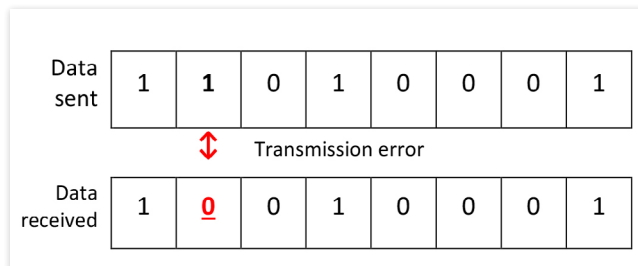 Data
sent
1 1 0 1 0 0 0 1
Transmission error
Data
received
1 0 0 1 0 0 0 1